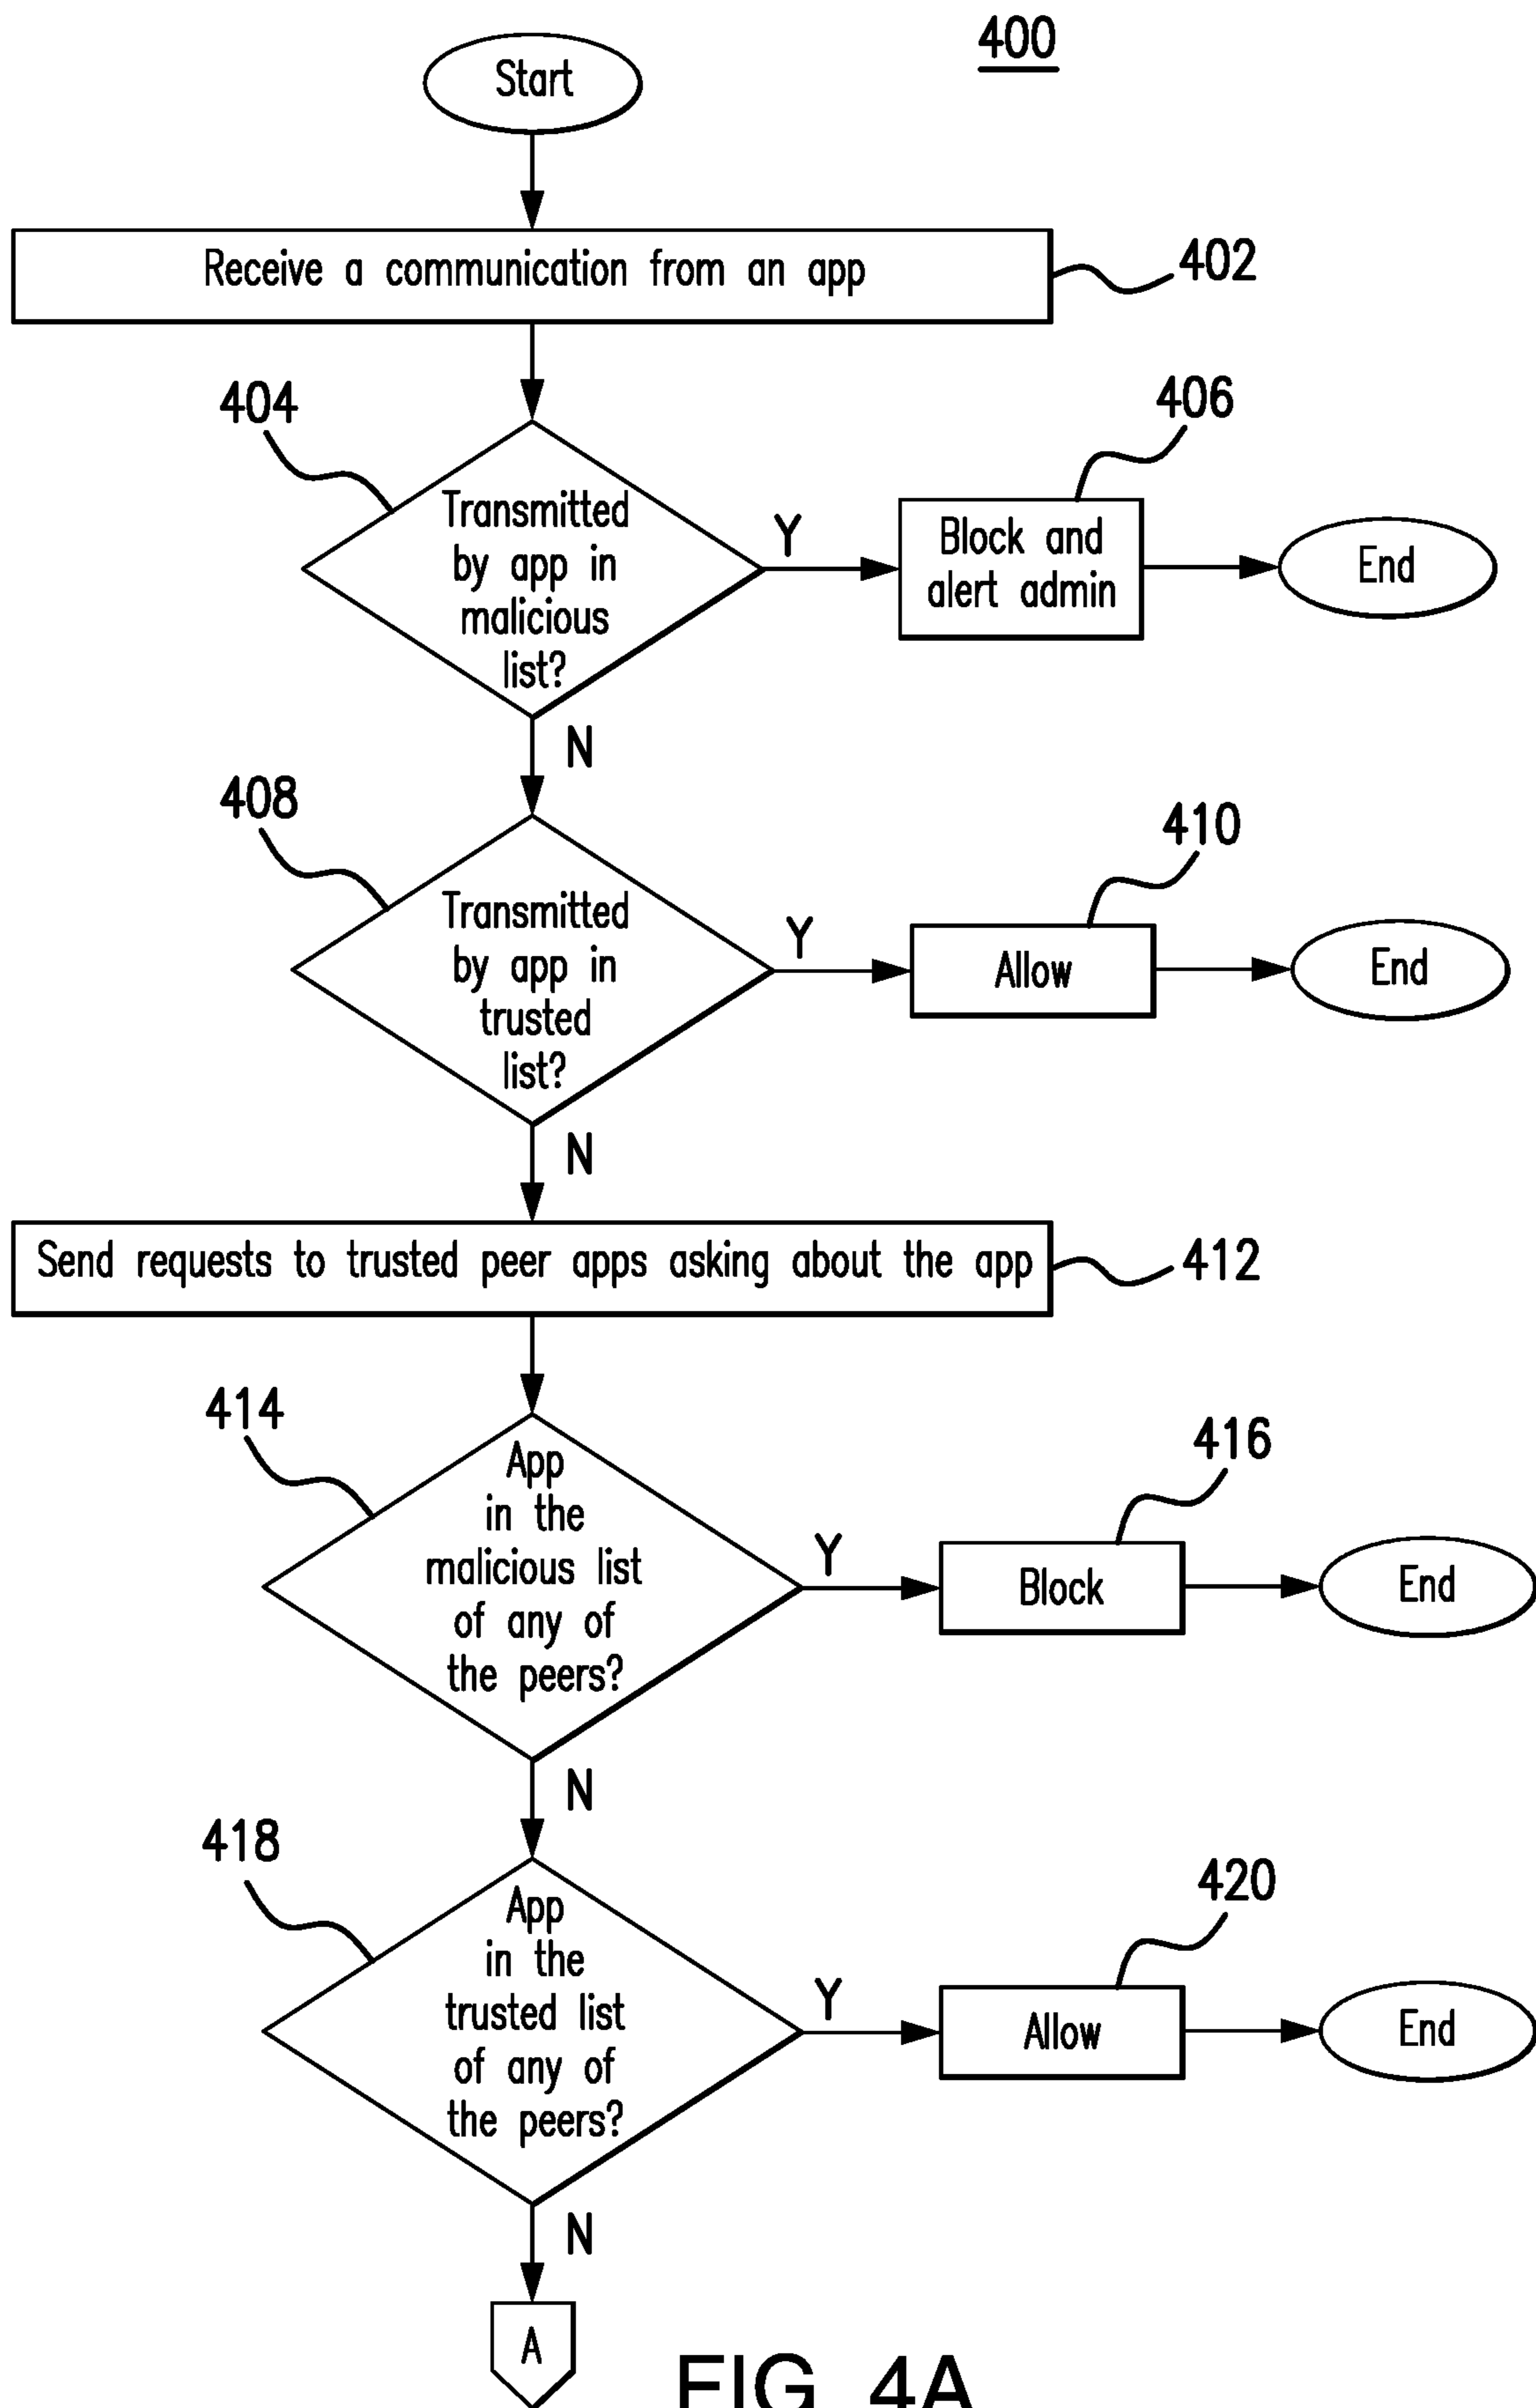 400
Start
Receive a communication from an app
402
404
Transmitted
by app in
malicious
list?
Y
406
Block and
alert admin
End
N
408
Transmitted
by app in
trusted
list?
Y
410
Allow
End
N
Send requests to trusted peer apps asking about the app
412
414
App
in the
malicious list
of any of
the peers?
Y
416
Block
End
N
418
App
in the
trusted list
of any of
the peers?
Y
420
Allow
End
N
A
FIG. 4A